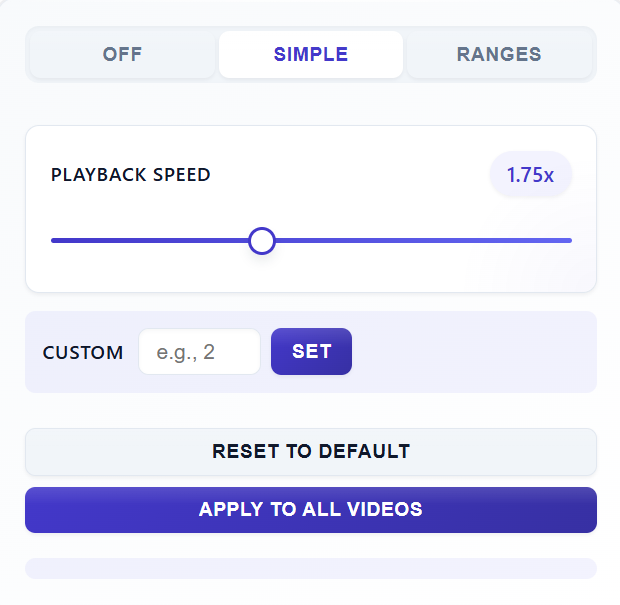 OFF SIMPLE RANGES
PLAYBACK SPEED 1.75x
CUSTOM e.g., 2 SET
RESET TO DEFAULT
APPLY TO ALL VIDEOS